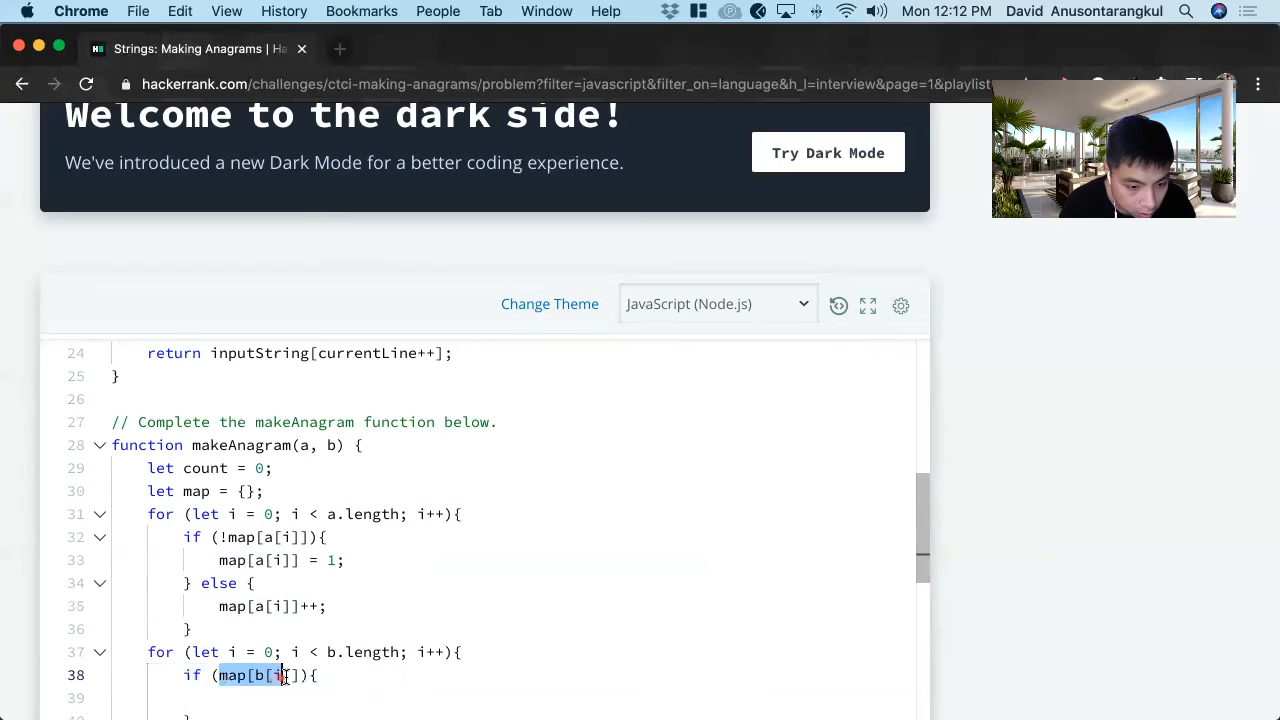 Chrome File Edit View History Bookmarks People Tab Window Help Mon 12:12 PM David Anusontarangkul
Strings: Making Anagrams | Ha
hackerrank.com/challenges/ctci-making-anagrams/problem?filter=javascript&filter_on=language&h_l=interview&page=1&playlist
Welcome to the dark side!
We've introduced a new Dark Mode for a better coding experience.
Try Dark Mode
Change Theme JavaScript (Node.js)
24 return inputString[currentLine++];
25 }
26
27 // Complete the makeAnagram function below.
28 function makeAnagram(a, b) {
29 let count = 0;
30 let map = {};
31 for (let i = 0; i < a.length; i++){
32 if (!map[a[i]]){
33 map[a[i]] = 1;
34 } else {
35 map[a[i]]++;
36 }
37 for (let i = 0; i < b.length; i++){
38 if (map[b[i]]){
39
40 }